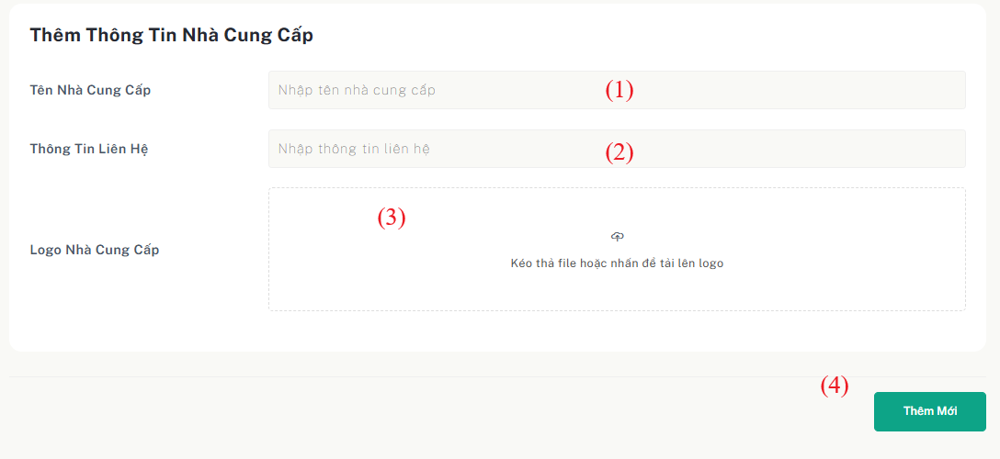 Thêm Thông Tin Nhà Cung Cấp
Tên Nhà Cung Cấp
Nhập tên nhà cung cấp (1)
Thông Tin Liên Hệ
Nhập thông tin liên hệ (2)
(3)
Logo Nhà Cung Cấp
Kéo thả file hoặc nhấn để tải lên logo
(4)
Thêm Mới